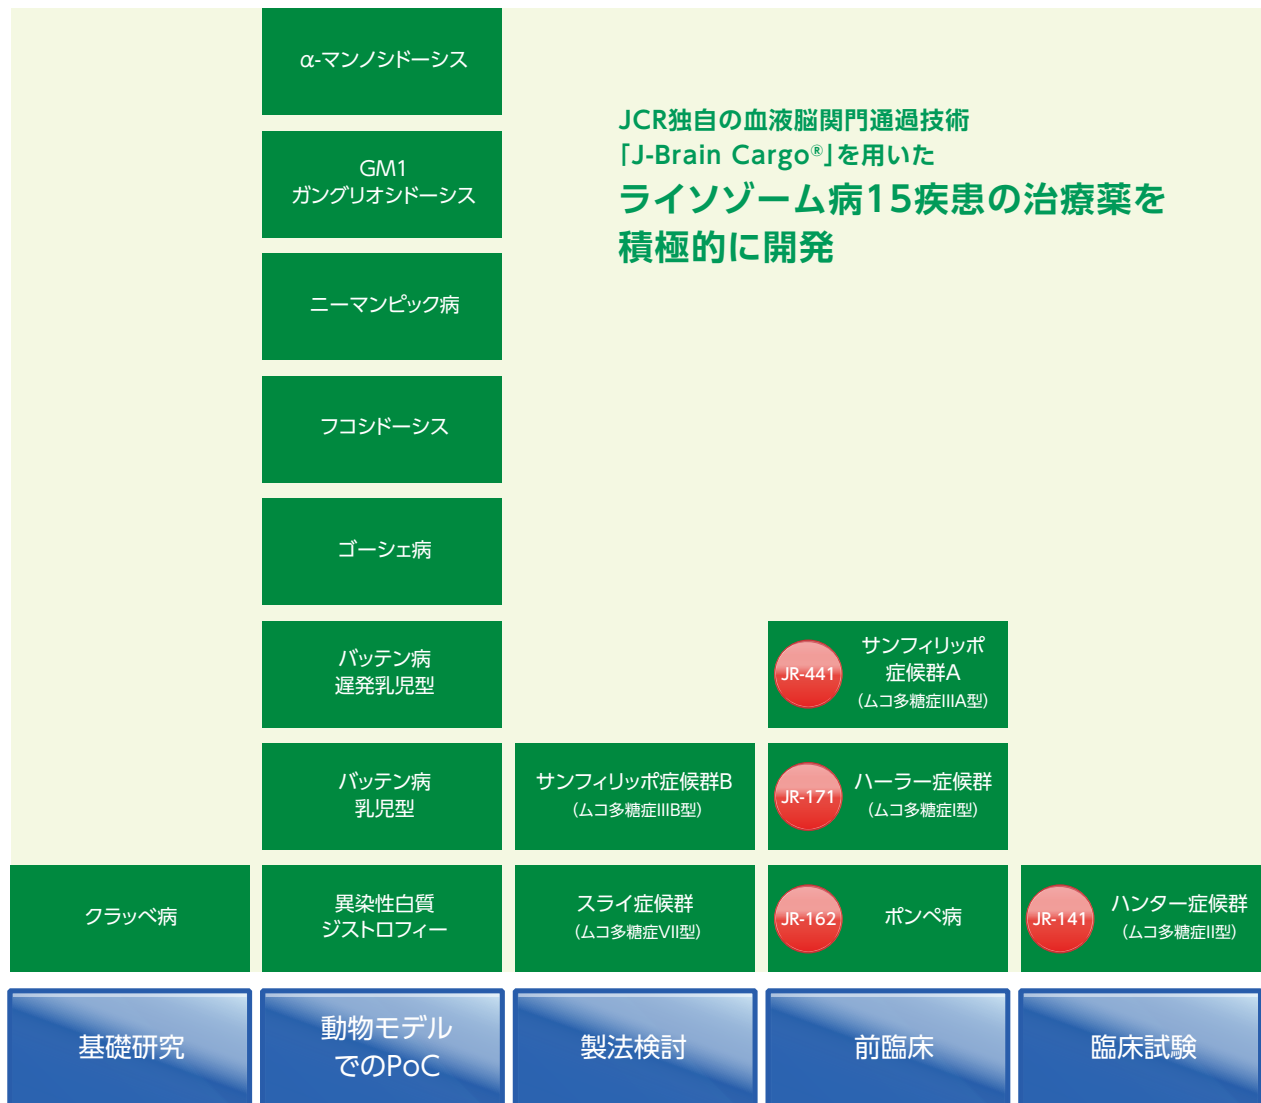 α-マンノシドーシス
JCR独自の血液脳関門通過技術
「J-Brain Cargo®」を用いた
ライソゾーム病15疾患の治療薬を
積極的に開発
GM1
ガングリオシドーシス
ニーマンピック病
フコシドーシス
ゴーシェ病
バッテン病
遅発乳児型
JR-441
サンフィリッポ
症候群A
(ムコ多糖症IIIA型)
バッテン病
乳児型
サンフィリッポ症候群B
(ムコ多糖症IIIB型)
JR-171
ハーラー症候群
(ムコ多糖症I型)
クラッベ病
異染性白質
ジストロフィー
スライ症候群
(ムコ多糖症VII型)
JR-162
ポンペ病
JR-141
ハンター症候群
(ムコ多糖症II型)
基礎研究
動物モデル
でのPoC
製法検討
前臨床
臨床試験